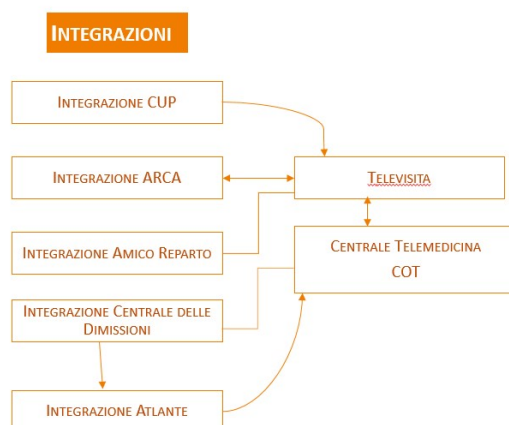 INTEGRAZIONI
INTEGRAZIONE CUP
INTEGRAZIONE ARCA
TELEVISITA
INTEGRAZIONE AMICO REPARTO
CENTRALE TELEMEDICINA
COT
INTEGRAZIONE CENTRALE DELLE
DIMISSIONI
INTEGRAZIONE ATLANTE